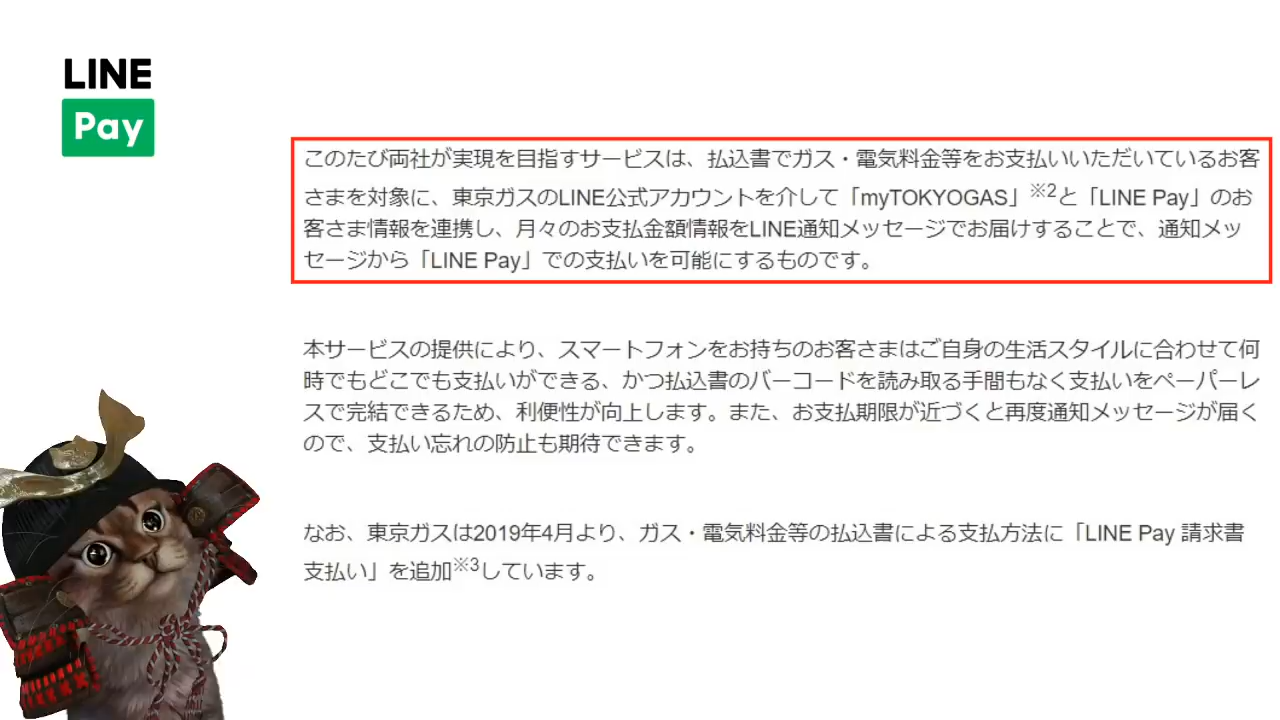 LINE
Pay
このたび両社が実現を目指すサービスは、払込書でガス・電気料金等をお支払いいただいているお客
さまを対象に、東京ガスのLINE公式アカウントを介して「myTOKYOGAS」※2と「LINE Pay」のお
客さま情報を連携し、月々のお支払金額情報をLINE通知メッセージでお届けすることで、通知メッ
セージから「LINE Pay」での支払いを可能にするものです。
本サービスの提供により、スマートフォンをお持ちのお客さまはご自身の生活スタイルに合わせて何
時でもどこでも支払いができる、かつ払込書のバーコードを読み取る手間もなく支払いをペーパーレ
スで完結できるため、利便性が向上します。また、お支払期限が近づくと再度通知メッセージが届く
ので、支払い忘れの防止も期待できます。
なお、東京ガスは2019年4月より、ガス・電気料金等の払込書による支払方法に「LINE Pay 請求書
支払い」を追加※3しています。